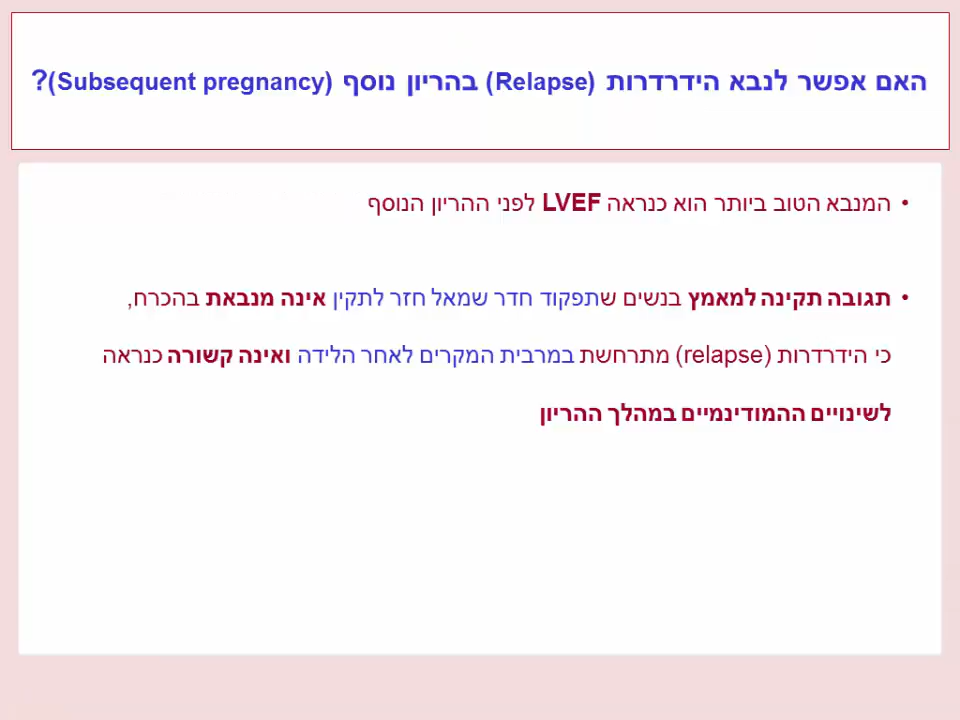 האם אפשר לנבא הידרדרות (Relapse) בהריון נוסף (Subsequent pregnancy)?
• המנבא הטוב ביותר הוא כנראה LVEF לפני ההריון הנוסף
• תגובה תקינה למאמץ בנשים שתפקוד חדר שמאל חזר לתקין אינה מנבאת בהכרח,
כי הידרדרות (relapse) מתרחשת במרבית המקרים לאחר הלידה ואינה קשורה כנראה
לשינויים ההמודינמיים במהלך ההריון